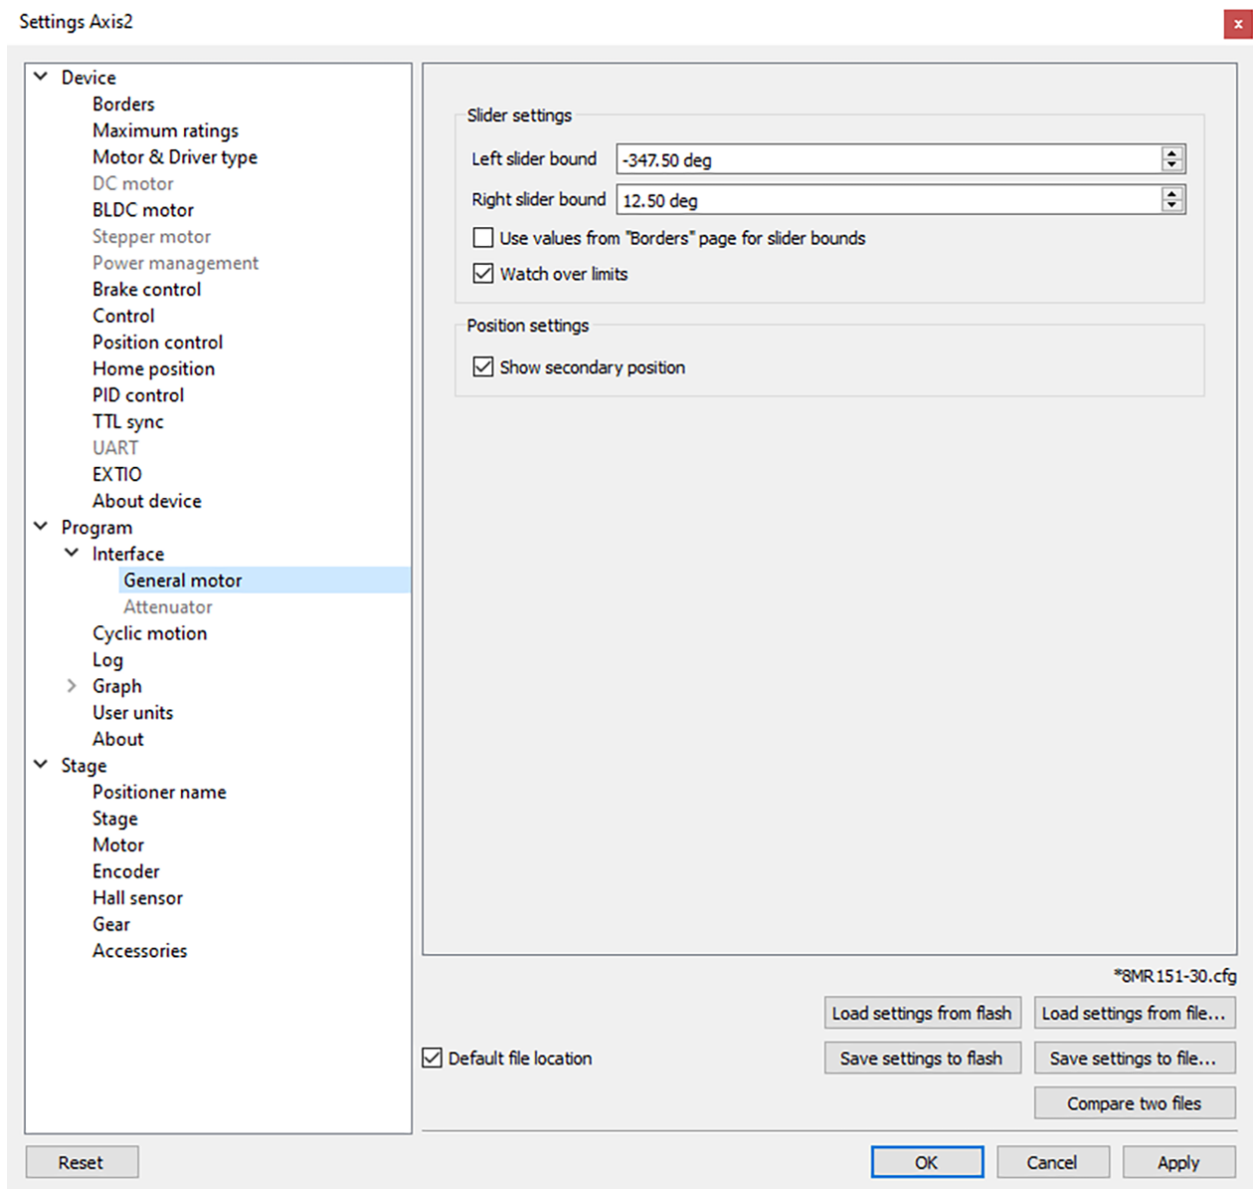 Settings Axis2
x
Device
Borders
Maximum ratings
Motor & Driver type
DC motor
BLDC motor
Stepper motor
Power management
Brake control
Control
Position control
Home position
PID control
TTL sync
UART
EXTIO
About device
Program
Interface
General motor
Attenuator
Cyclic motion
Log
Graph
User units
About
Stage
Positioner name
Stage
Motor
Encoder
Hall sensor
Gear
Accessories
Slider settings
Left slider bound -347.50 deg
Right slider bound 12.50 deg
Use values from "Borders" page for slider bounds
Watch over limits
Position settings
Show secondary position
*8MR151-30.cfg
Load settings from flash Load settings from file...
Default file location Save settings to flash Save settings to file...
Compare two files
Reset OK Cancel Apply